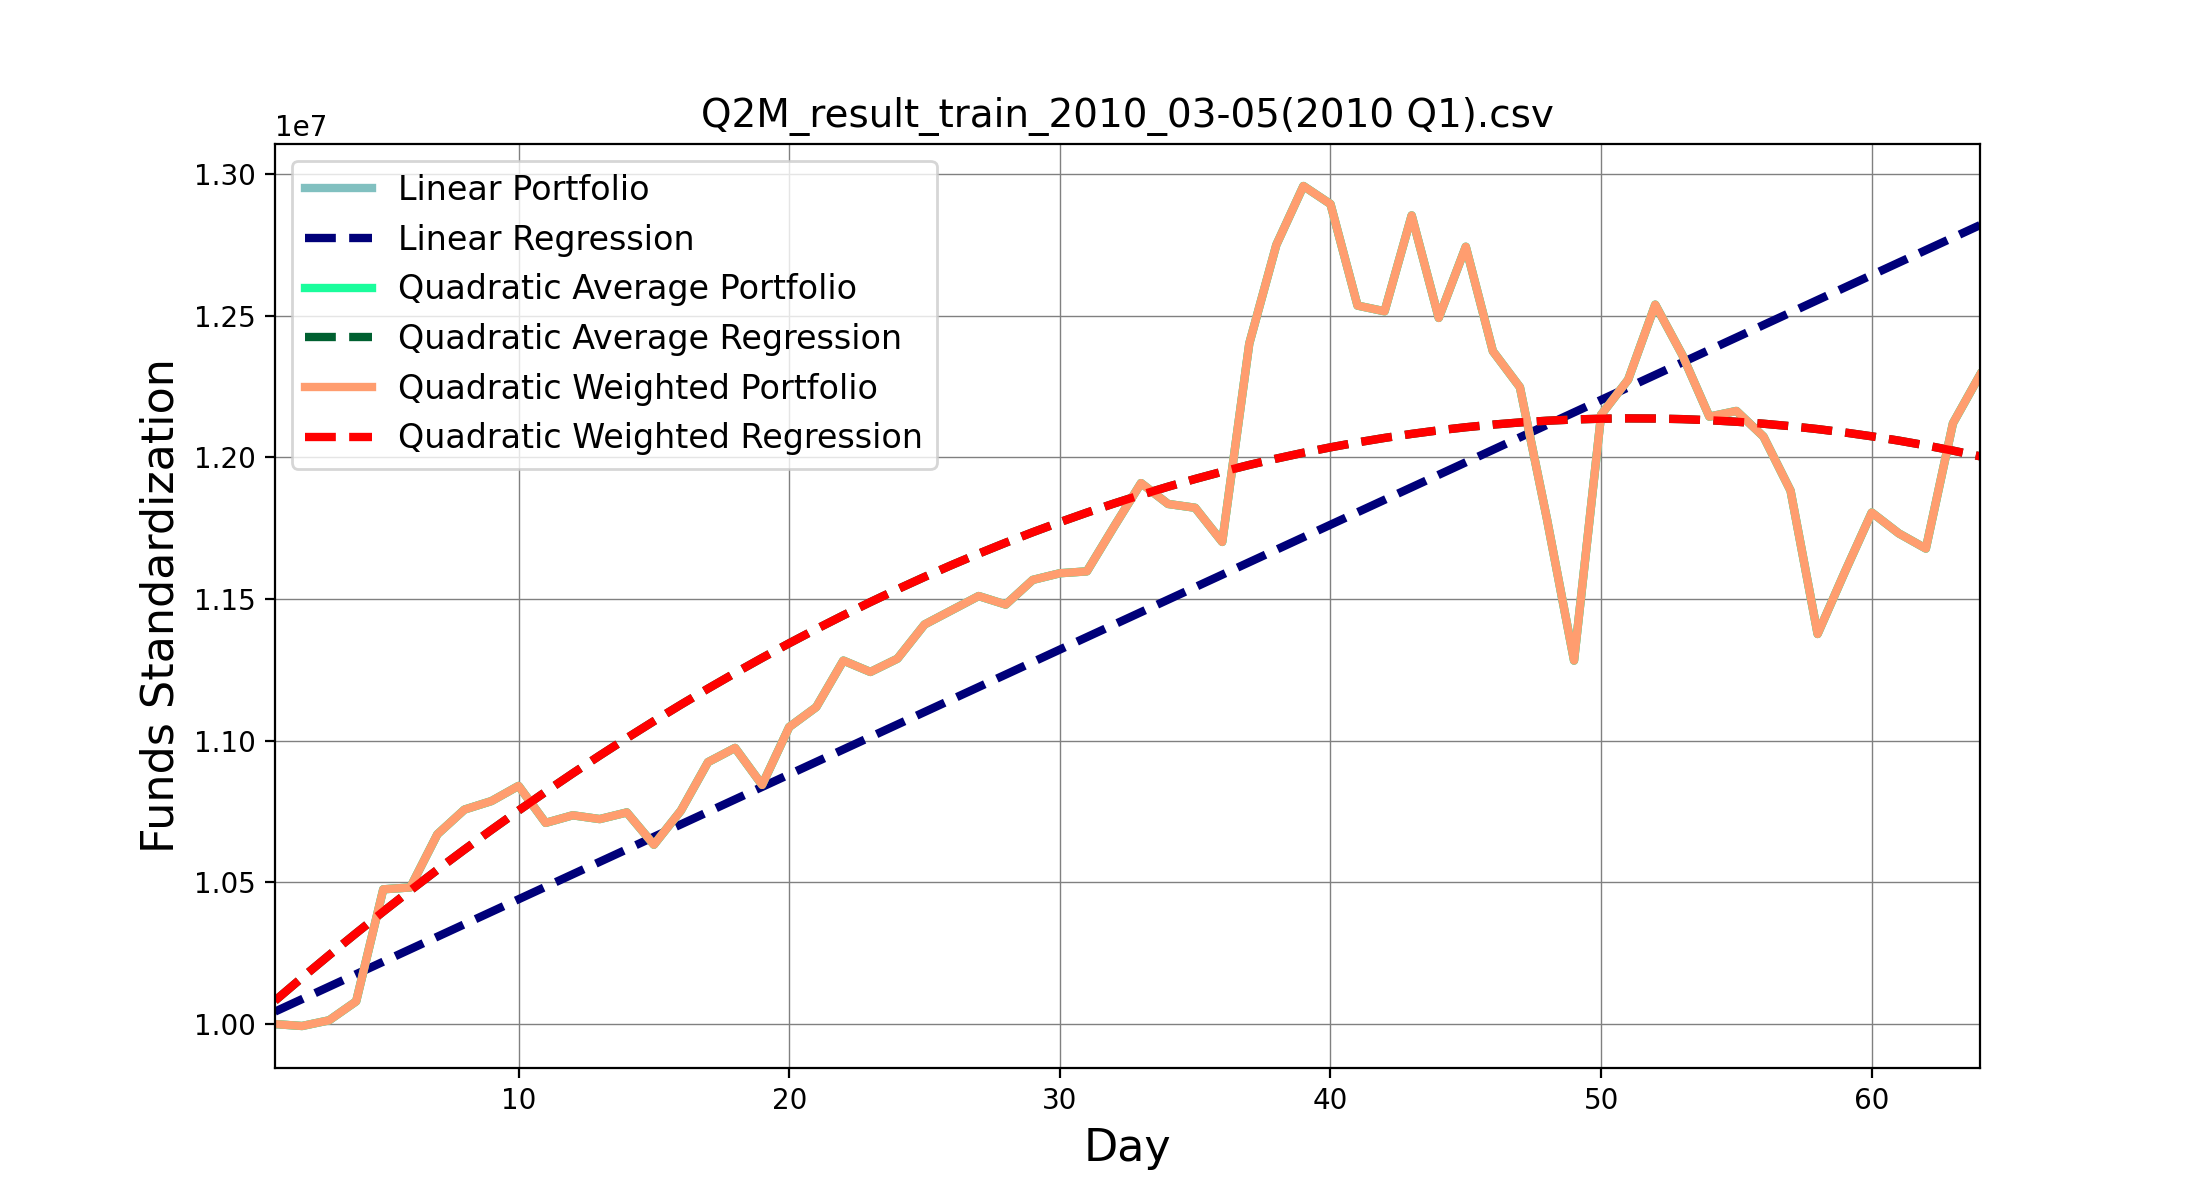 Q2M_result_train_2010_03-05(2010 Q1).csv
1e7
1.30
1.25
1.20
1.15
1.10
1.05
1.00
Funds Standardization
Linear Portfolio
Linear Regression
Quadratic Average Portfolio
Quadratic Average Regression
Quadratic Weighted Portfolio
Quadratic Weighted Regression
10 20 30 40 50 60
Day